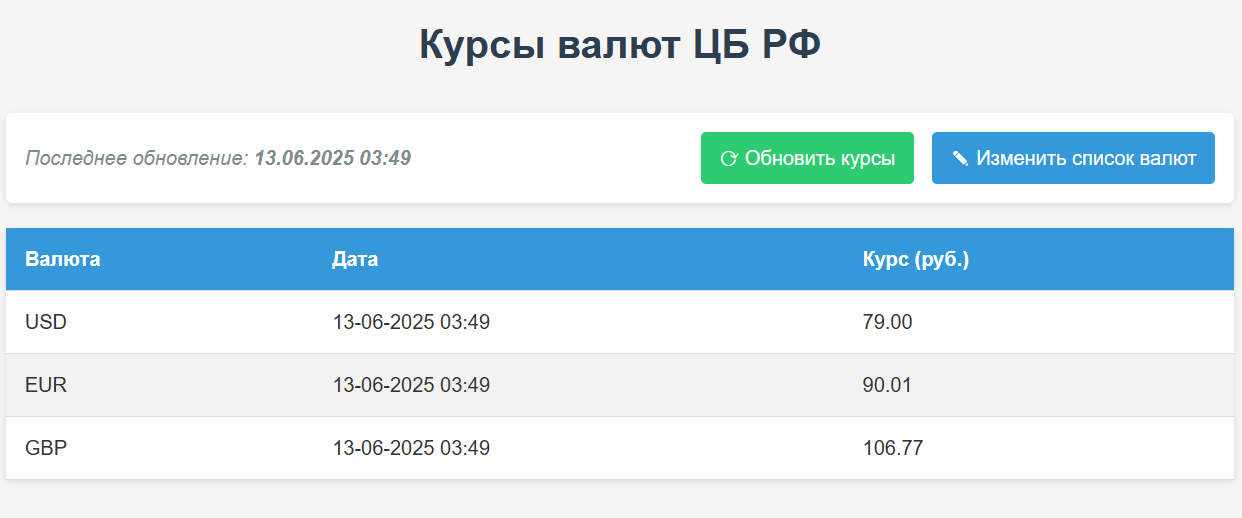 Курсы валют ЦБ РФ
Последнее обновление: 13.06.2025 03:49
Обновить курсы
Изменить список валют
Валюта Дата Курс (руб.)
USD 13-06-2025 03:49 79.00
EUR 13-06-2025 03:49 90.01
GBP 13-06-2025 03:49 106.77